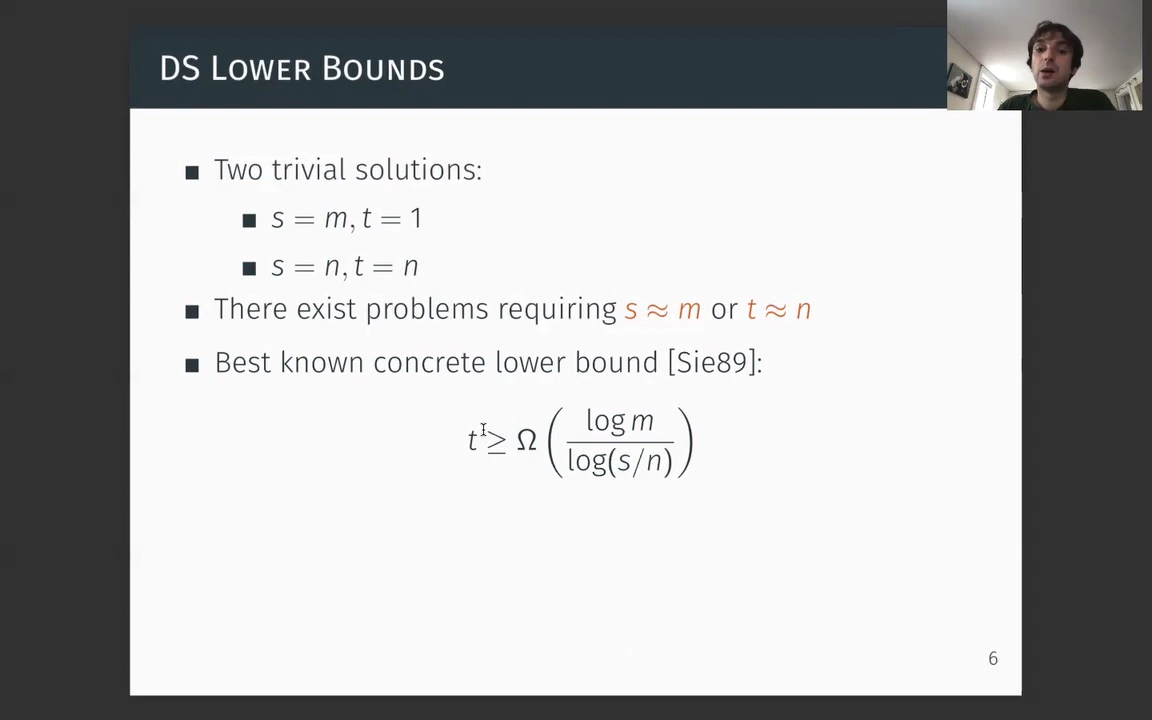 DS Lower Bounds
▪ Two trivial solutions:
▪ s = m, t = 1
▪ s = n, t = n
▪ There exist problems requiring s ≈ m or t ≈ n
▪ Best known concrete lower bound [Sie89]:
t ≥ Ω ( log m / log(s/n) )
6